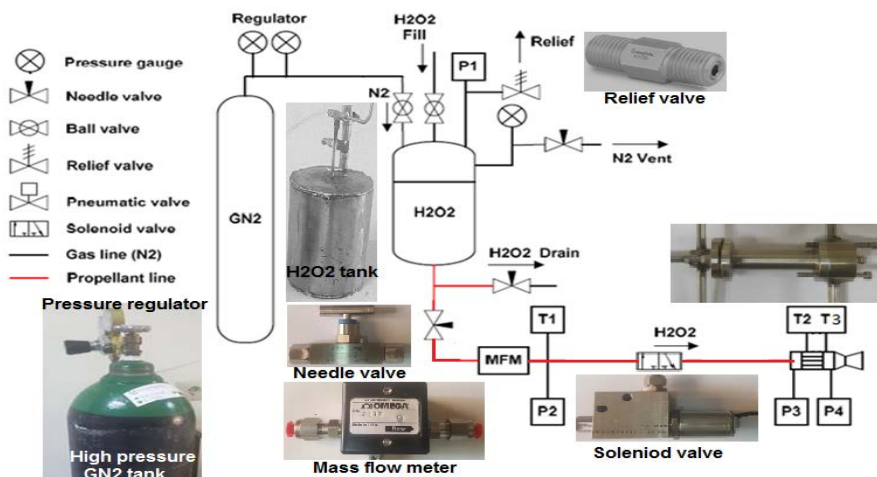 Regulator
H2O2
Fill
Relief
P1
Relief valve
Pressure gauge
Needle valve
Ball valve
Relief valve
Pneumatic valve
Solenoid valve
Gas line (N2)
Propellant line
N2
N2 Vent
GN2
H2O2
H2O2 tank
H2O2 Drain
Pressure regulator
T1
T2 T3
H2O2
MFM
Needle valve
P2
P3
P4
OMEGA
flow
High pressure
GN2 tank
Mass flow meter
Soleniod valve